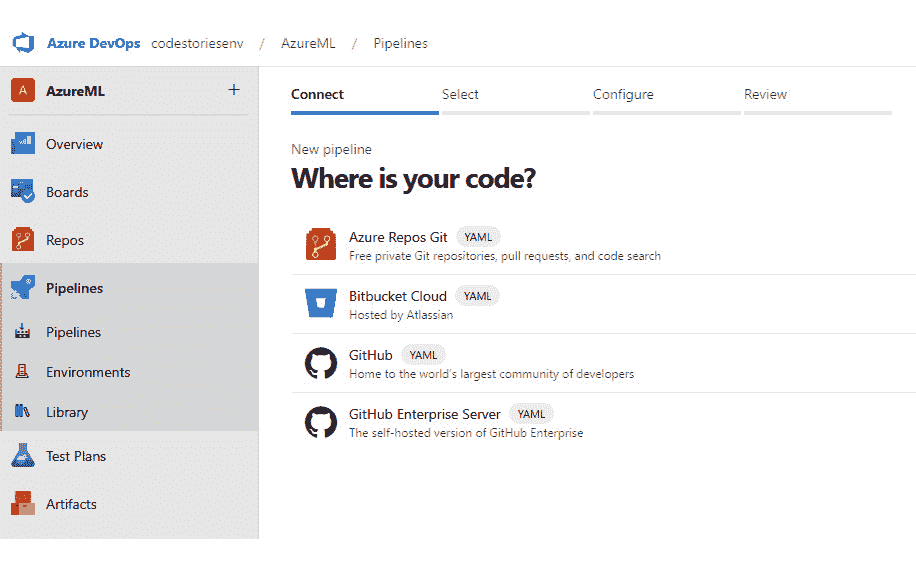 Azure DevOps codestoriesenv / AzureML / Pipelines
A AzureML +
Overview
Boards
Repos
Pipelines
Pipelines
Environments
Library
Test Plans
Artifacts
Connect Select Configure Review
New pipeline
Where is your code?
Azure Repos Git YAML
Free private Git repositories, pull requests, and code search
Bitbucket Cloud YAML
Hosted by Atlassian
GitHub YAML
Home to the world's largest community of developers
GitHub Enterprise Server YAML
The self-hosted version of GitHub Enterprise